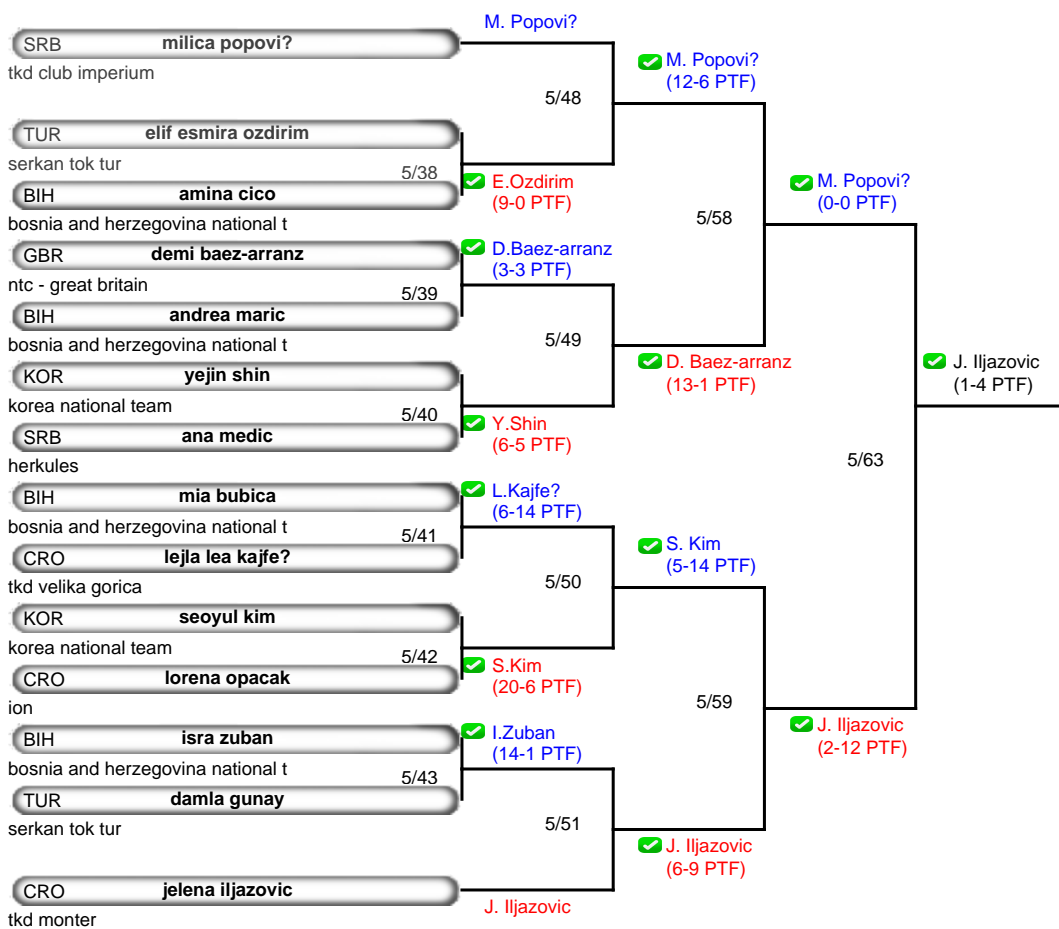 M. Popovi?
SRB milica popovi?
tkd club imperium
M. Popovi?
(12-6 PTF)
5/48
TUR elif esmira ozdirim
serkan tok tur
5/38
E.Ozdirim
(9-0 PTF)
BIH amina cico
bosnia and herzegovina national t
M. Popovi?
(0-0 PTF)
5/58
GBR demi baez-arranz
ntc - great britain
D.Baez-arranz
(3-3 PTF)
5/39
BIH andrea maric
bosnia and herzegovina national t
5/49
KOR yejin shin
korea national team
D. Baez-arranz
(13-1 PTF)
J. Iljazovic
(1-4 PTF)
5/40
Y.Shin
(6-5 PTF)
SRB ana medic
herkules
5/63
BIH mia bubica
bosnia and herzegovina national t
L.Kajfe?
(6-14 PTF)
5/41
CRO lejla lea kajfe?
tkd velika gorica
S. Kim
(5-14 PTF)
5/50
KOR seoyul kim
korea national team
5/42
S.Kim
(20-6 PTF)
CRO lorena opacak
ion
5/59
BIH isra zuban
bosnia and herzegovina national t
I.Zuban
(14-1 PTF)
J. Iljazovic
(2-12 PTF)
5/43
TUR damla gunay
serkan tok tur
5/51
J. Iljazovic
(6-9 PTF)
CRO jelena iljazovic
tkd monter
J. Iljazovic